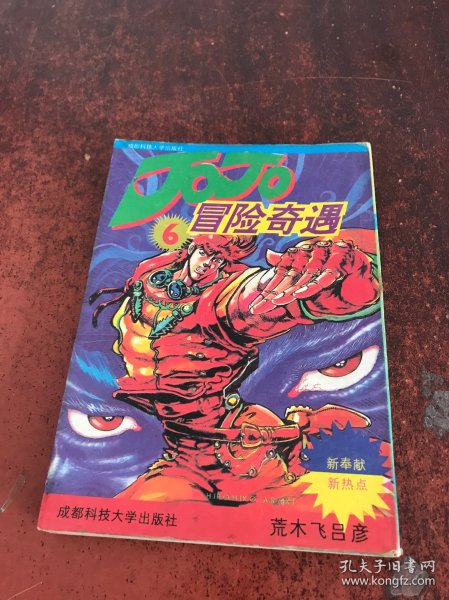 成都科技大学出版社
JOJO
冒险奇遇
6
新奉献
新热点
HIROHIKO ARAKI
成都科技大学出版社
荒木飞吕彦
孔夫子旧书网
www.kongfz.com